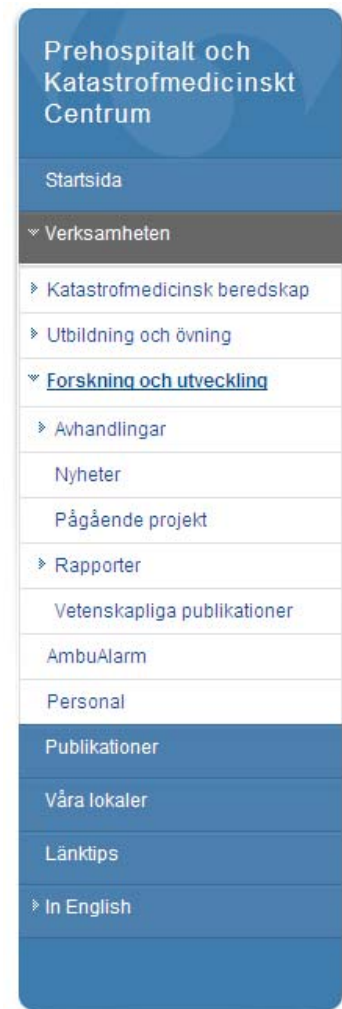 Prehospitalt och
Katastrofmedicinskt
Centrum
Startsida
Verksamheten
Katastrofmedicinsk beredskap
Utbildning och övning
Forskning och utveckling
Avhandlingar
Nyheter
Pågående projekt
Rapporter
Vetenskapliga publikationer
AmbuAlarm
Personal
Publikationer
Våra lokaler
Länktips
In English